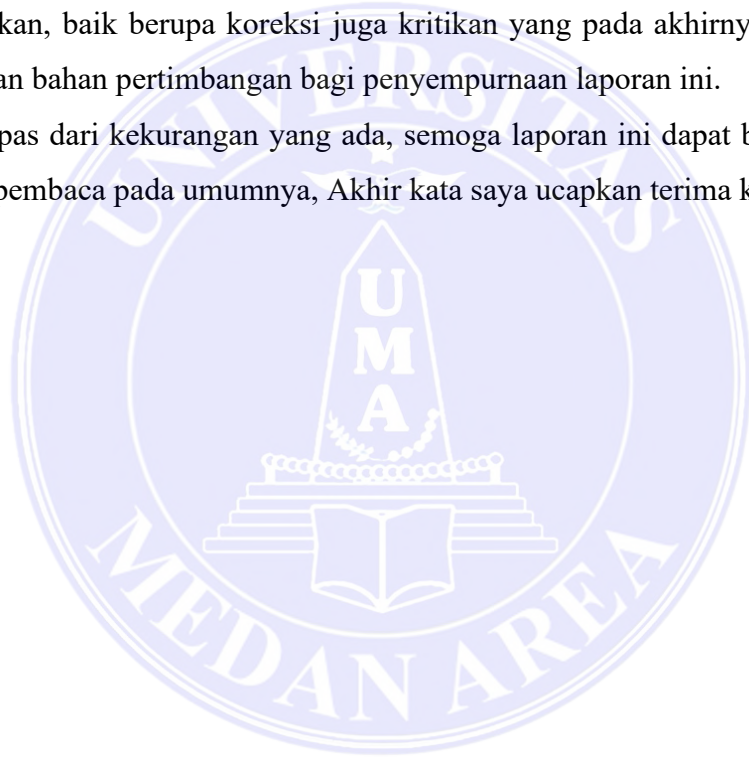 kan, baik berupa koreksi juga kritikan yang pada akhirny
an bahan pertimbangan bagi penyempurnaan laporan ini.
pas dari kekurangan yang ada, semoga laporan ini dapat b
pembaca pada umumnya, Akhir kata saya ucapkan terima k
UNIVERSITAS
UMA
MEDAN AREA